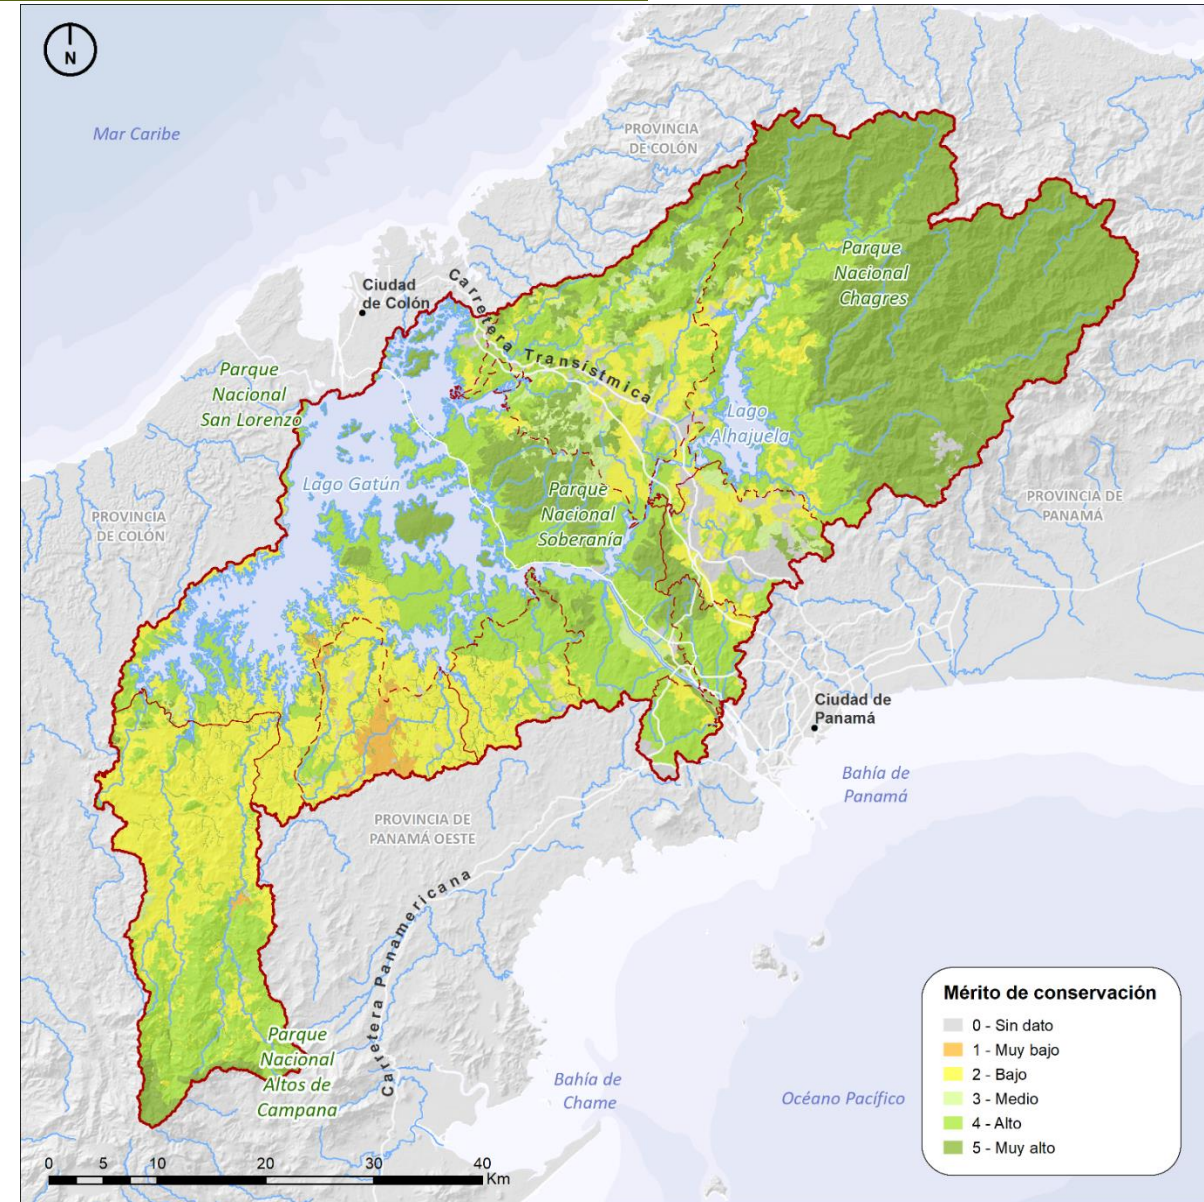 N
Mar Caribe
PROVINCIA
DE COLÓN
Parque
Nacional
Chagres
Ciudad
de Colón
Carretera Transístmica
Parque
Nacional
San Lorenzo
Lago
Alhajuela
Lago Gatún
Parque
Nacional
Soberanía
PROVINCIA DE
PANAMÁ
PROVINCIA
DE COLÓN
Ciudad de
Panamá
Bahía de
Panamá
PROVINCIA DE
PANAMÁ OESTE
Carretera Panamericana
Parque
Nacional
Altos de
Campana
Bahía de
Chame
Océano Pacífico
Mérito de conservación
0 - Sin dato
1 - Muy bajo
2 - Bajo
3 - Medio
4 - Alto
5 - Muy alto
0 5 10 20 30 40
Km